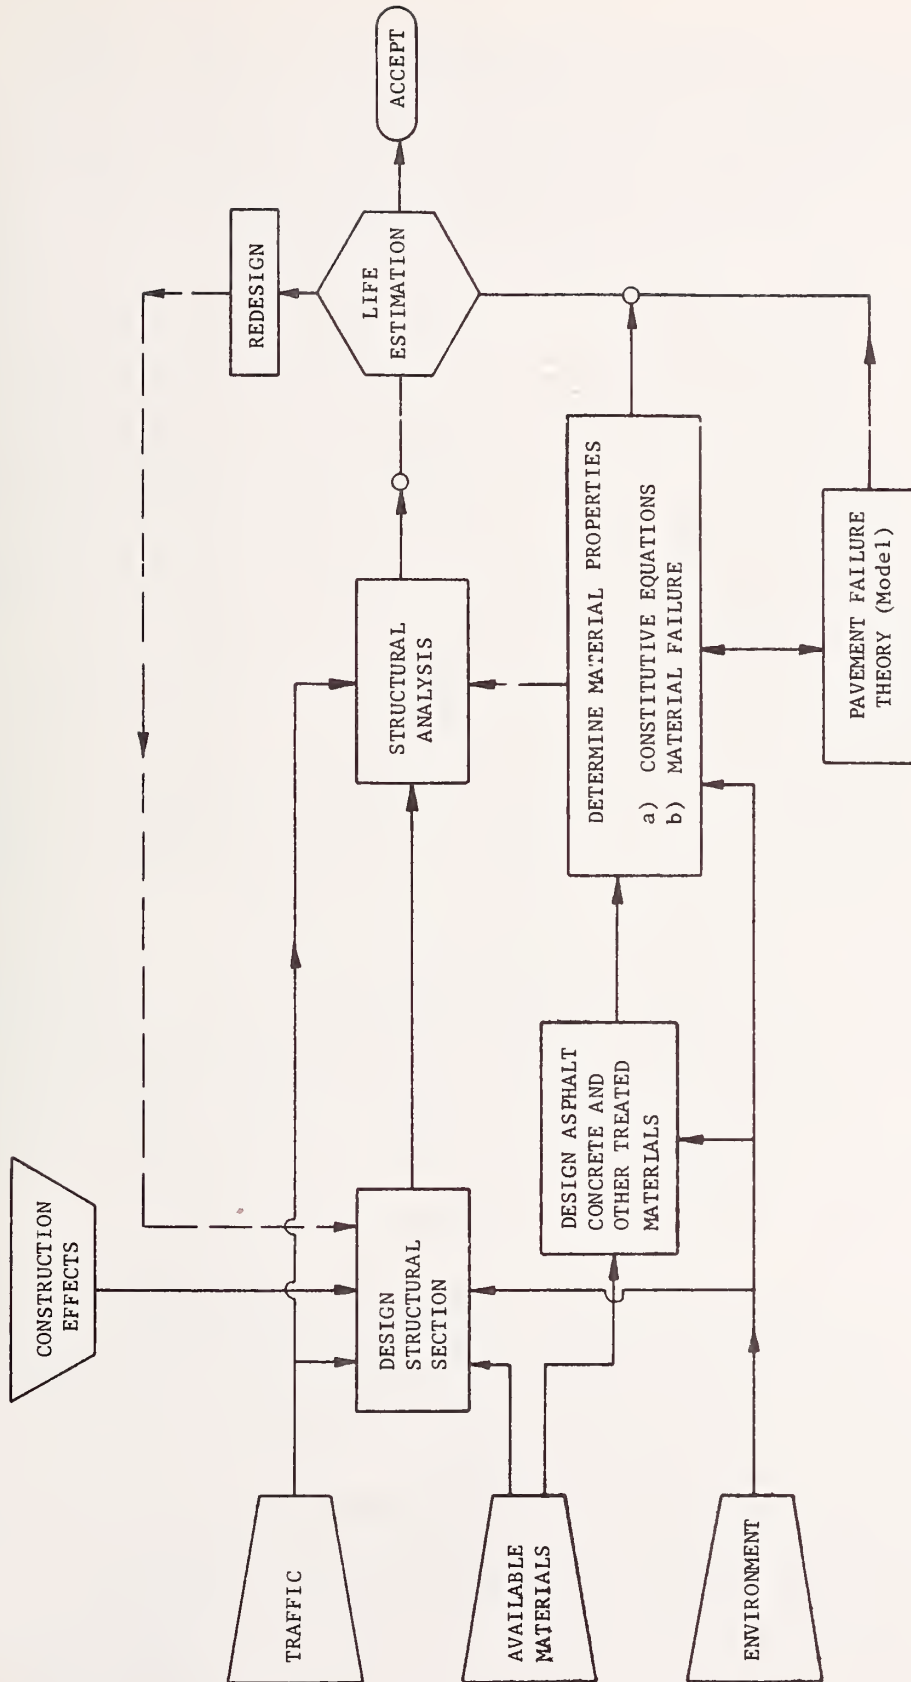 CONSTRUCTION
EFFECTS
TRAFFIC
AVAILABLE
MATERIALS
ENVIRONMENT
DESIGN
STRUCTURAL
SECTION
DESIGN ASPHALT
CONCRETE AND
OTHER TREATED
MATERIALS
STRUCTURAL
ANALYSIS
DETERMINE MATERIAL PROPERTIES
a) CONSTITUTIVE EQUATIONS
b) MATERIAL FAILURE
PAVEMENT FAILURE
THEORY (Model)
REDESIGN
LIFE
ESTIMATION
ACCEPT